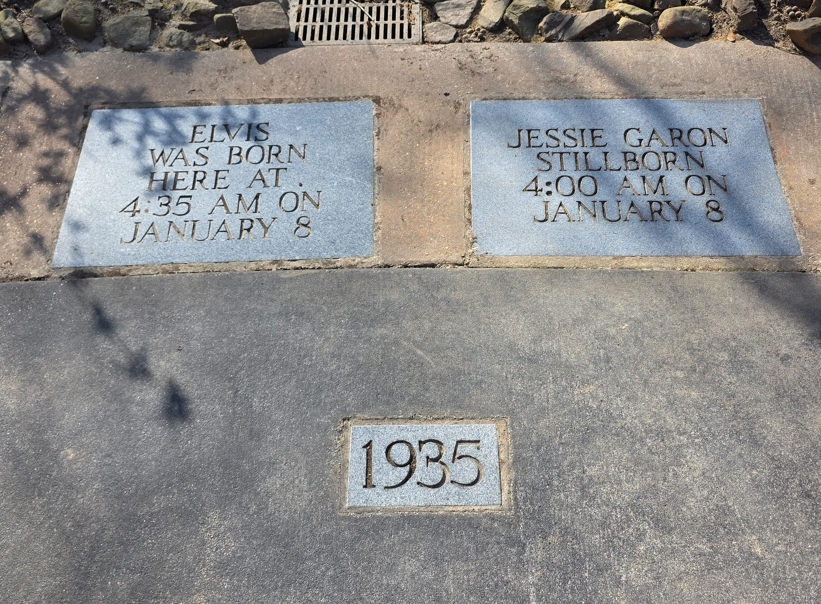 ELVIS
WAS BORN
HERE AT.
4:35 AM ON
JANUARY 8
JESSIE GARON
STILLBORN
4:00 AM ON
JANUARY 8
1935